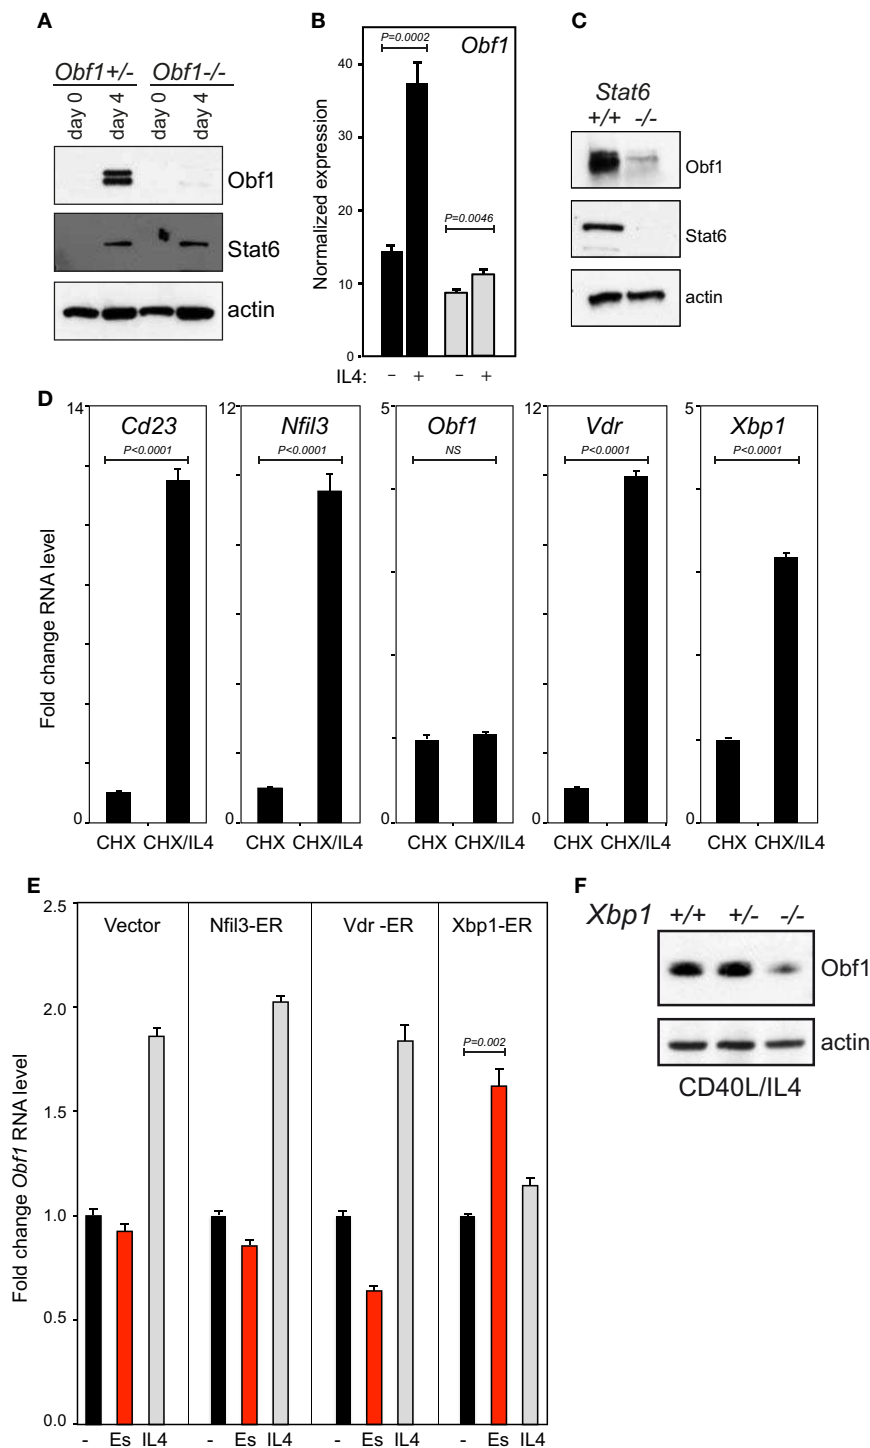 A
Obf1+/- Obf1-/-
day 0 day 4 day 0 day 4
Obf1
Stat6
actin
B
P=0.0002 Obf1
Normalized expression
40
30
20
10
0
P=0.0046
IL4: - + - +
C
Stat6
+/+ -/-
Obf1
Stat6
actin
D
Fold change RNA level
14
0
Cd23
P<0.0001
CHX CHX/IL4
12
0
Nfil3
P<0.0001
CHX CHX/IL4
5
0
Obf1
NS
CHX CHX/IL4
12
0
Vdr
P<0.0001
CHX CHX/IL4
5
0
Xbp1
P<0.0001
CHX CHX/IL4
E
Fold change Obf1 RNA level
2.5
2.0
1.5
1.0
0.5
0.0
Vector Nfil3-ER Vdr -ER Xbp1-ER
P=0.002
- Es IL4 - Es IL4 - Es IL4 - Es IL4
F
Xbp1 +/+ +/- -/-
Obf1
actin
CD40L/IL4